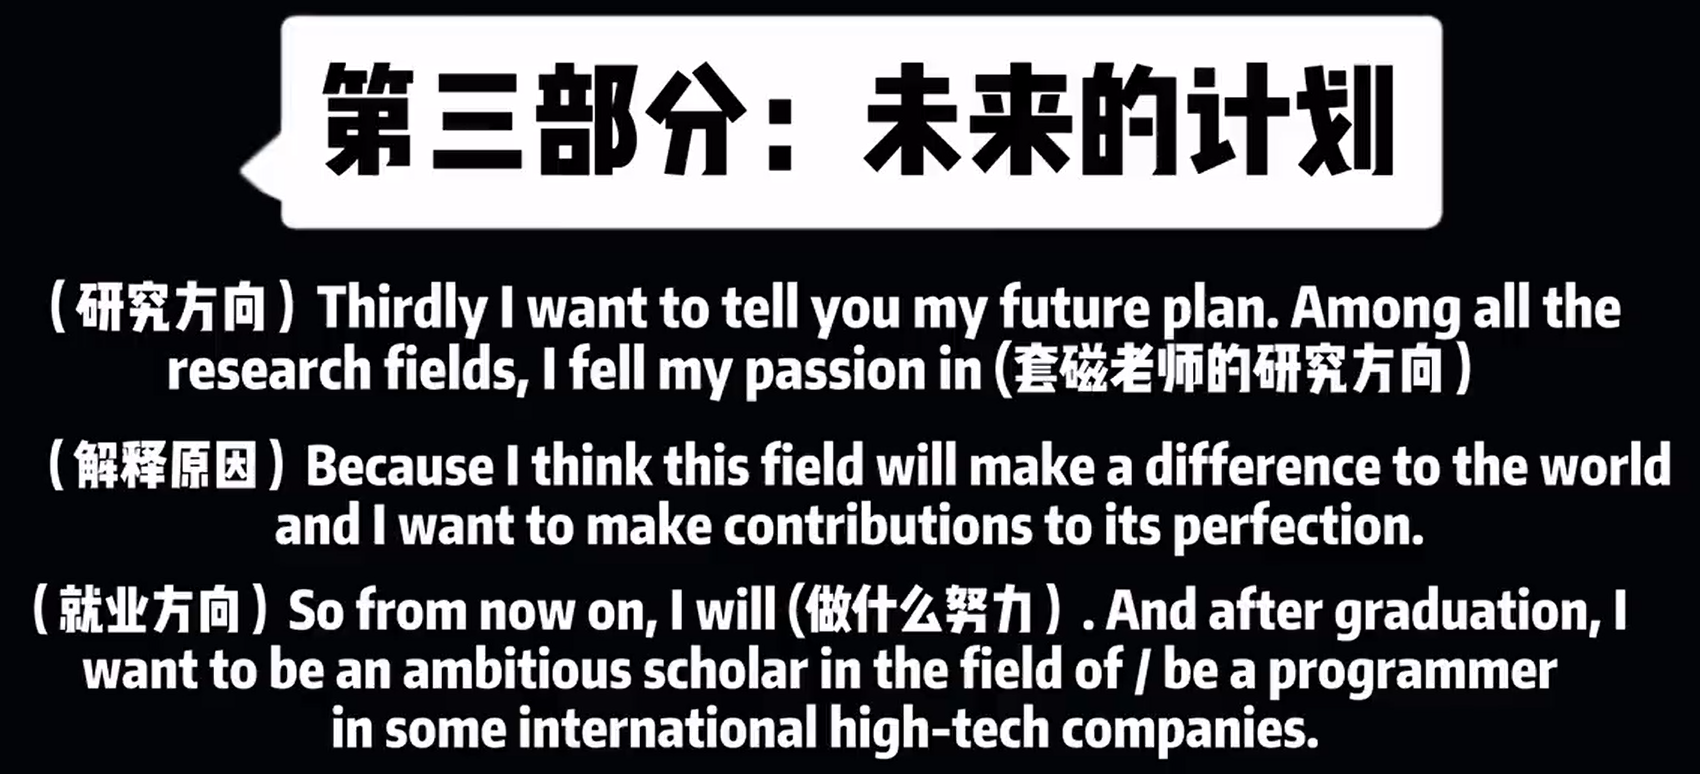 第三部分：未来的计划
（研究方向）Thirdly I want to tell you my future plan. Among all the
research fields, I fell my passion in (套磁老师的研究方向）
（解释原因）Because I think this field will make a difference to the world
and I want to make contributions to its perfection.
（就业方向）So from now on, I will (做什么努力）. And after graduation, I
want to be an ambitious scholar in the field of / be a programmer
in some international high-tech companies.